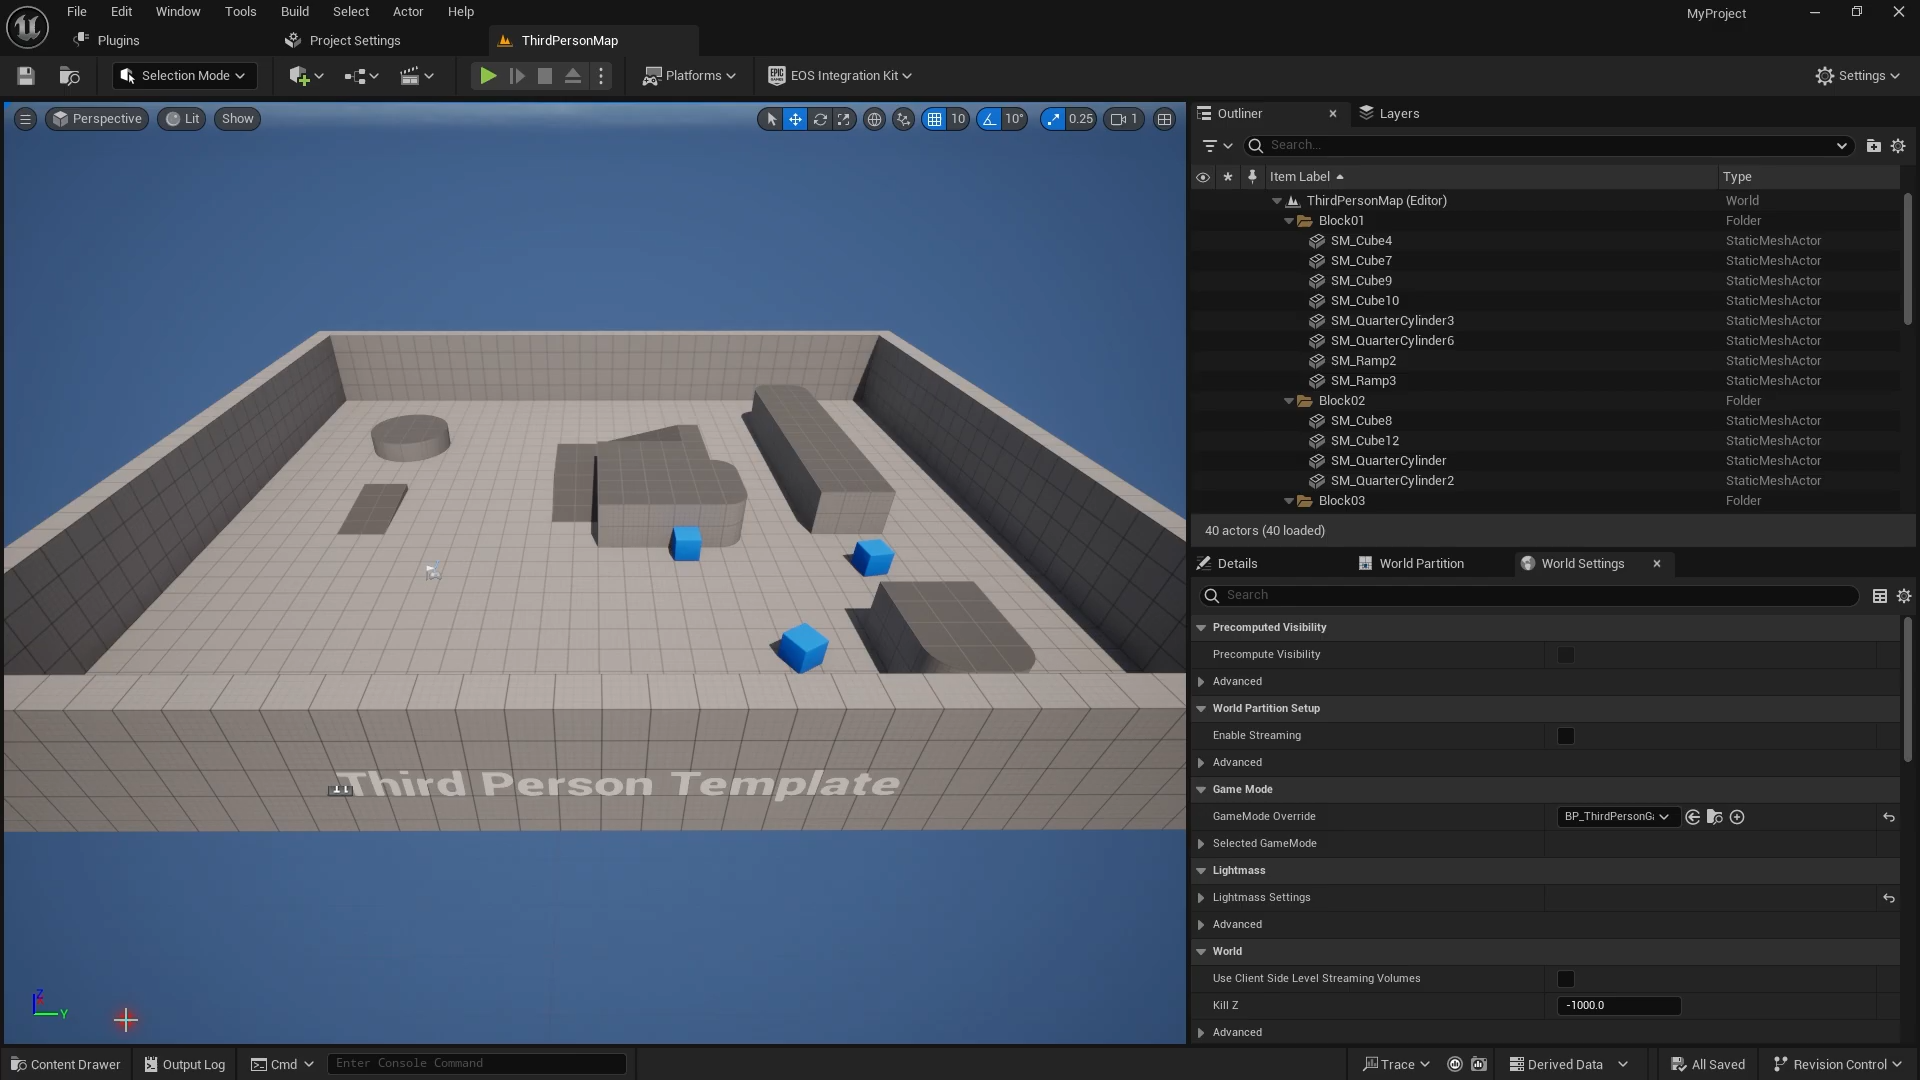 File Edit Window Tools Build Select Actor Help
MyProject
Plugins
Project Settings
ThirdPersonMap
Selection Mode
Platforms
EOS Integration Kit
Settings
Perspective
Lit
Show
10
10°
0.25
1
Third Person Template
Z
Y
Outliner
Layers
Search...
Item Label
Type
ThirdPersonMap (Editor) World
Block01 Folder
SM_Cube4 StaticMeshActor
SM_Cube7 StaticMeshActor
SM_Cube9 StaticMeshActor
SM_Cube10 StaticMeshActor
SM_QuarterCylinder3 StaticMeshActor
SM_QuarterCylinder6 StaticMeshActor
SM_Ramp2 StaticMeshActor
SM_Ramp3 StaticMeshActor
Block02 Folder
SM_Cube8 StaticMeshActor
SM_Cube12 StaticMeshActor
SM_QuarterCylinder StaticMeshActor
SM_QuarterCylinder2 StaticMeshActor
Block03 Folder
40 actors (40 loaded)
Details
World Partition
World Settings
Search
Precomputed Visibility
Precompute Visibility
Advanced
World Partition Setup
Enable Streaming
Advanced
Game Mode
GameMode Override BP_ThirdPersonGa
Selected GameMode
Lightmass
Lightmass Settings
Advanced
World
Use Client Side Level Streaming Volumes
Kill Z -1000.0
Advanced
Content Drawer
Output Log
Cmd
Enter Console Command
Trace
Derived Data
All Saved
Revision Control